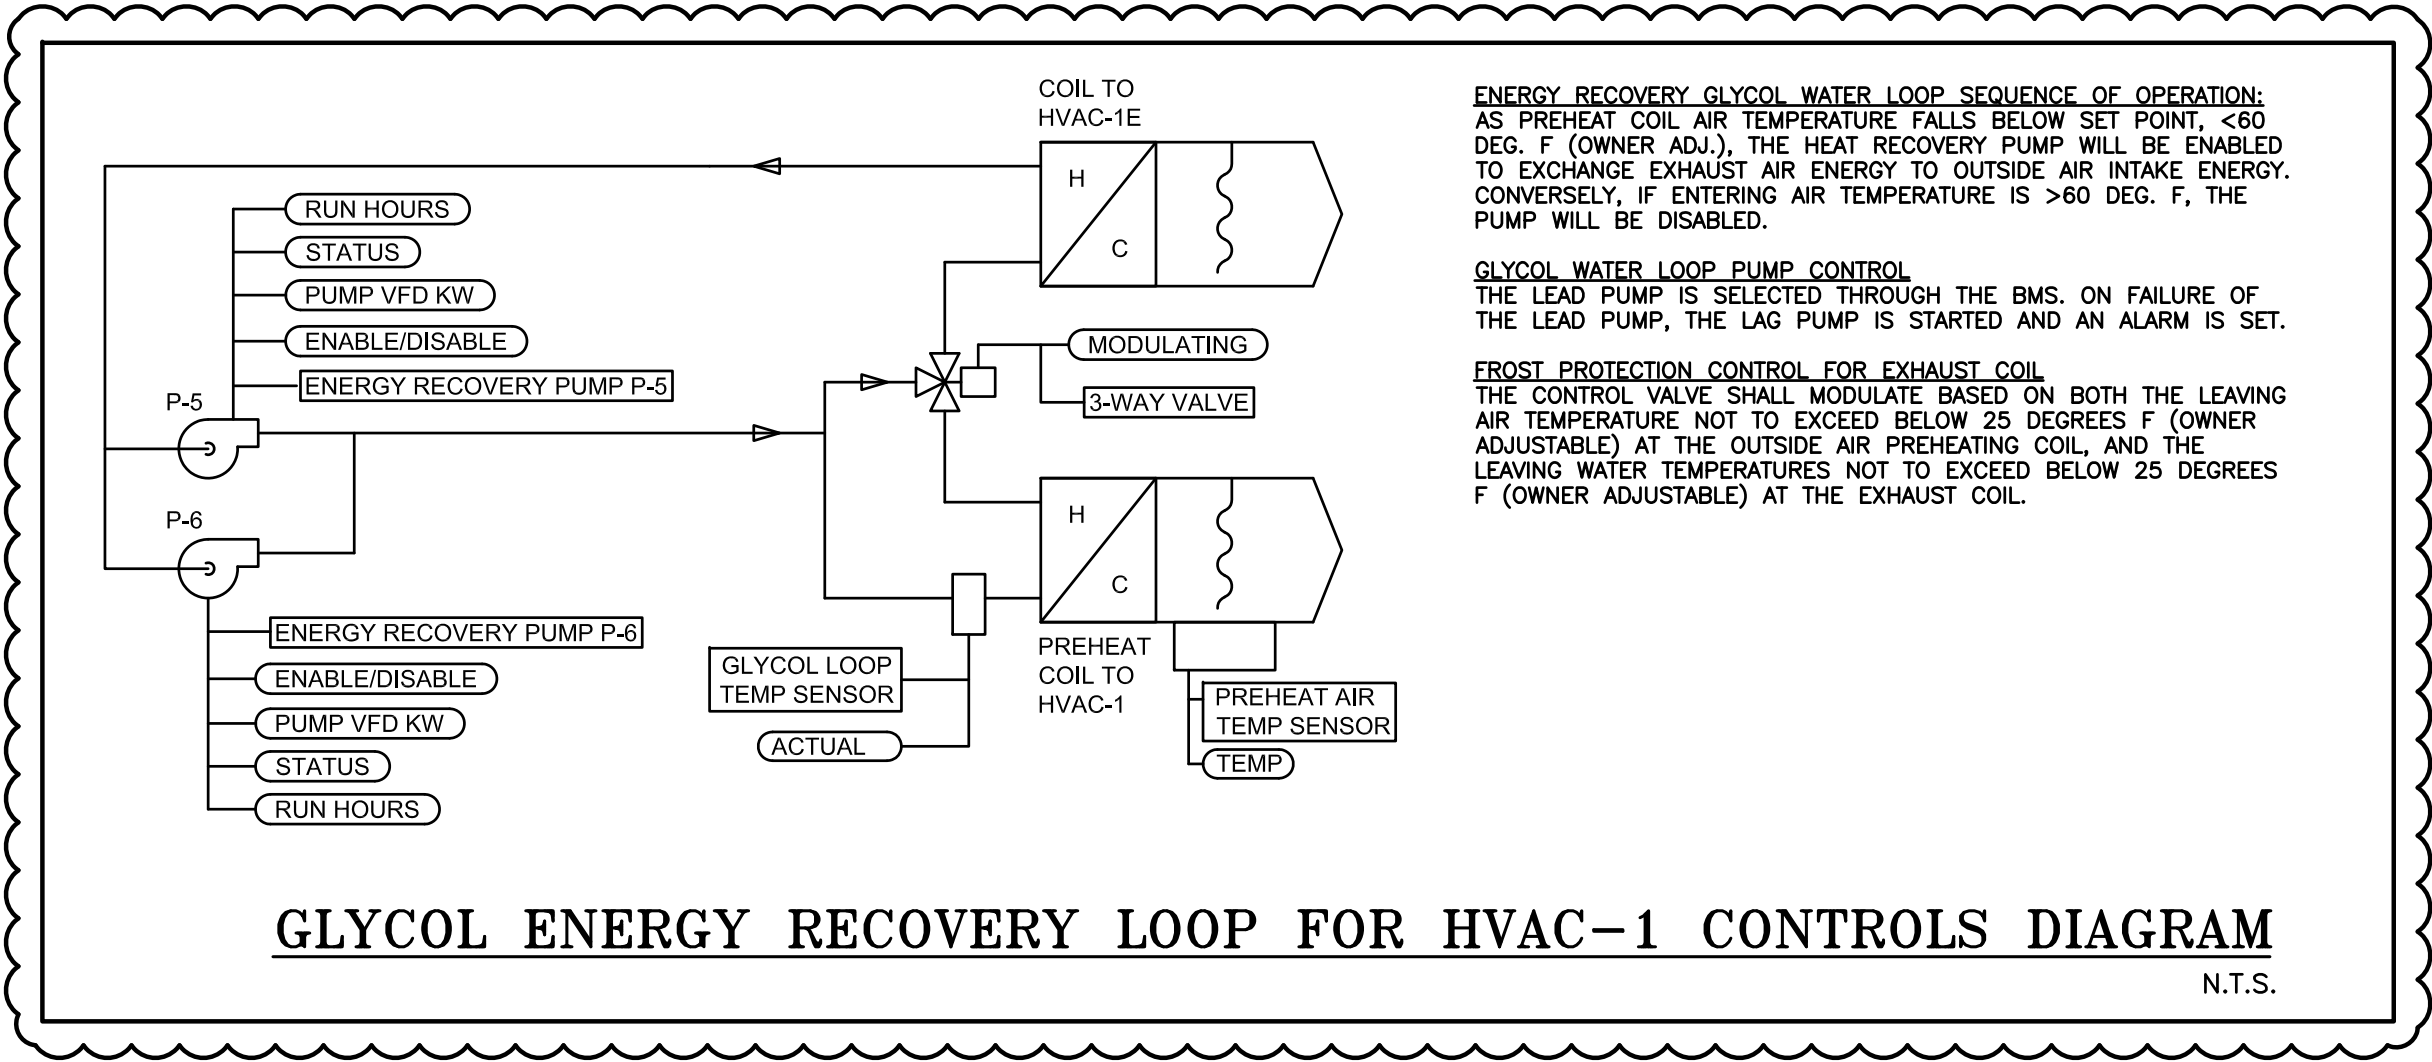 COIL TO
HVAC-1E
H
C
RUN HOURS
STATUS
PUMP VFD KW
ENABLE/DISABLE
ENERGY RECOVERY PUMP P-5
P-5
MODULATING
3-WAY VALVE
P-6
H
C
ENERGY RECOVERY PUMP P-6
ENABLE/DISABLE
PUMP VFD KW
STATUS
RUN HOURS
GLYCOL LOOP
TEMP SENSOR
ACTUAL
PREHEAT
COIL TO
HVAC-1
PREHEAT AIR
TEMP SENSOR
TEMP
ENERGY RECOVERY GLYCOL WATER LOOP SEQUENCE OF OPERATION:
AS PREHEAT COIL AIR TEMPERATURE FALLS BELOW SET POINT, <60
DEG. F (OWNER ADJ.), THE HEAT RECOVERY PUMP WILL BE ENABLED
TO EXCHANGE EXHAUST AIR ENERGY TO OUTSIDE AIR INTAKE ENERGY.
CONVERSELY, IF ENTERING AIR TEMPERATURE IS >60 DEG. F, THE
PUMP WILL BE DISABLED.
GLYCOL WATER LOOP PUMP CONTROL
THE LEAD PUMP IS SELECTED THROUGH THE BMS. ON FAILURE OF
THE LEAD PUMP, THE LAG PUMP IS STARTED AND AN ALARM IS SET.
FROST PROTECTION CONTROL FOR EXHAUST COIL
THE CONTROL VALVE SHALL MODULATE BASED ON BOTH THE LEAVING
AIR TEMPERATURE NOT TO EXCEED BELOW 25 DEGREES F (OWNER
ADJUSTABLE) AT THE OUTSIDE AIR PREHEATING COIL, AND THE
LEAVING WATER TEMPERATURES NOT TO EXCEED BELOW 25 DEGREES
F (OWNER ADJUSTABLE) AT THE EXHAUST COIL.
GLYCOL ENERGY RECOVERY LOOP FOR HVAC-1 CONTROLS DIAGRAM
N.T.S.